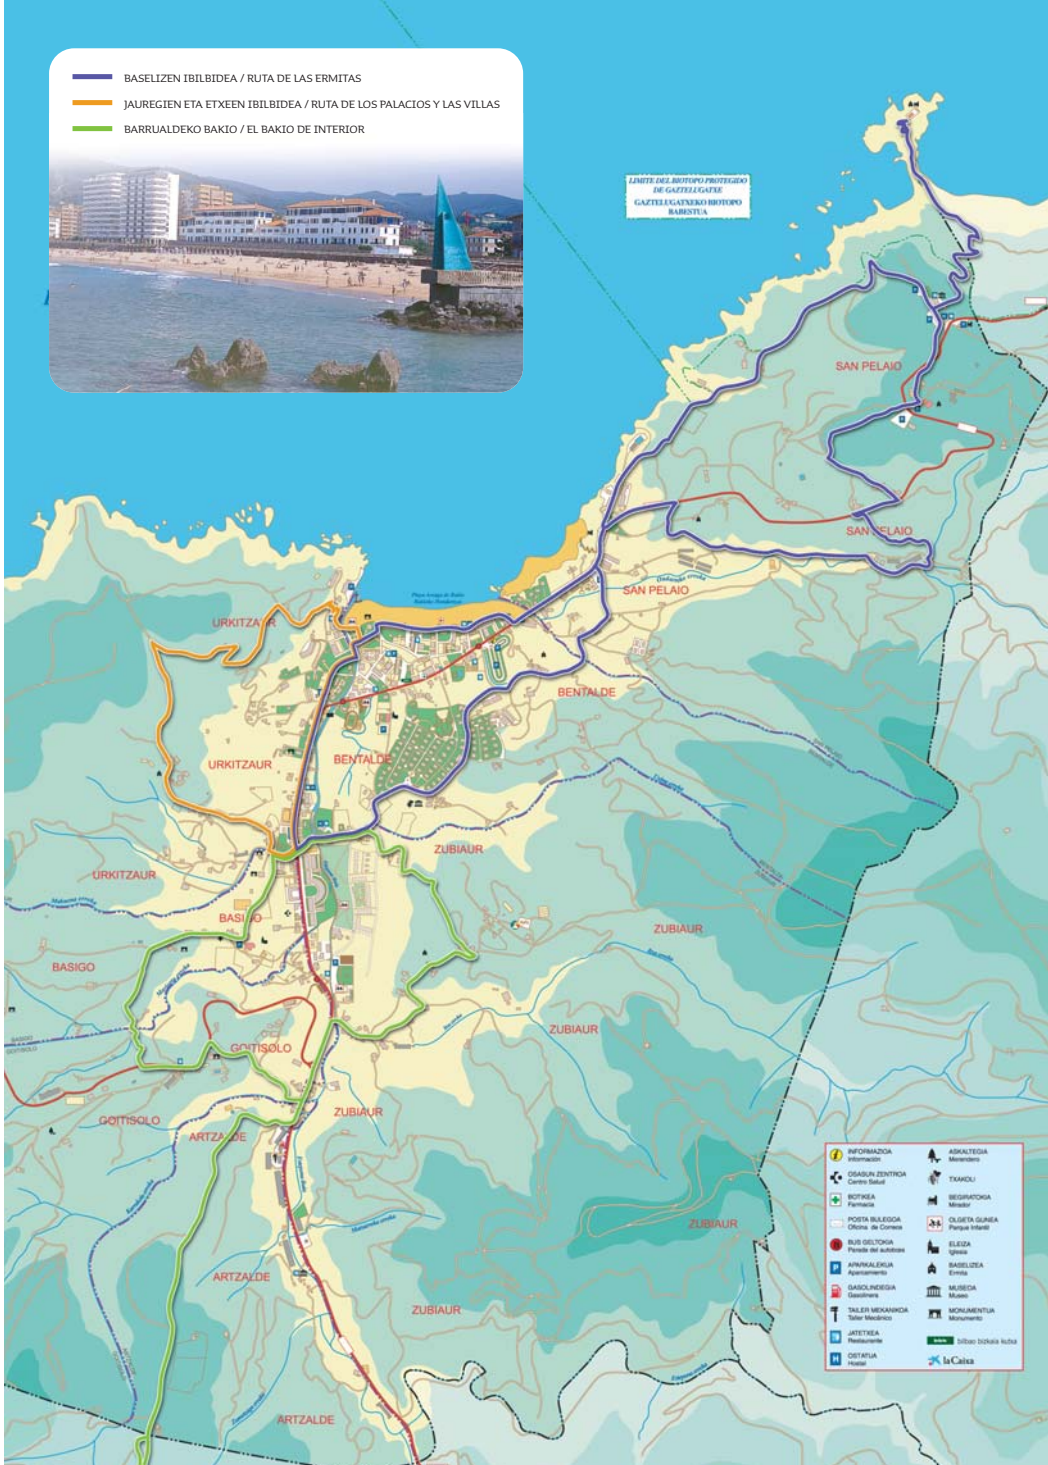 BASELIZEN IBILBIDEA / RUTA DE LAS ERMITAS
JAUREGIEN ETA ETXEEN IBILBIDEA / RUTA DE LOS PALACIOS Y LAS VILLAS
BARRUALDEKO BAKIO / EL BAKIO DE INTERIOR
LIMITE DEL BIOTOPO PROTEGIDO
DE GAZTELUGATXE
GAZTELUGATXEKO BIOTOPO
BABESTUA
SAN PELAIO
SAN PELAIO
SAN PELAIO
URKITZAUR
BENTALDE
URKITZAUR
BENTALDE
ZUBIAUR
URKITZAUR
BASIGO
ZUBIAUR
BASIGO
ZUBIAUR
GOITISOLO
GOITISOLO
ZUBIAUR
ARTZALDE
ZUBIAUR
ARTZALDE
ZUBIAUR
ARTZALDE
INFORMAZIOA
Información
OSASUN ZENTROA
Centro Salud
BOTIKEA
Farmacia
POSTA BULEGOA
Oficina de Correos
BUS GELTOKIA
Parada del autobús
APARKALEKUA
Aparcamiento
GASOLINDEGIA
Gasolinera
TAILER MEKANIKOA
Taller Mecánico
JATETXEA
Restaurante
OSTATUA
Hostal
ASKALTEGIA
Merendero
TXAKOLI
BEGIRATOKIA
Mirador
OLGETA GUNEA
Parque Infantil
ELEIZA
Iglesia
BASELIZEA
Ermita
MUSEOA
Museo
MONUMENTUA
Monumento
bilbao bizkaia kutxa
la Caixa